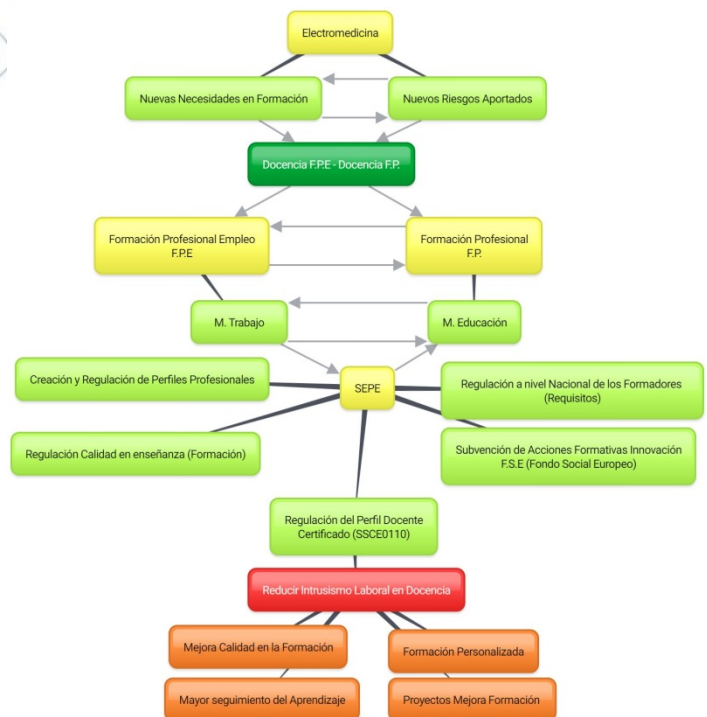 Electromedicina
Nuevas Necesidades en Formación
Nuevos Riesgos Aportados
Docencia F.P.E - Docencia F.P.
Formación Profesional Empleo
F.P.E
Formación Profesional
F.P.
M. Trabajo
M. Educación
SEPE
Creación y Regulación de Perfiles Profesionales
Regulación a nivel Nacional de los Formadores
(Requisitos)
Regulación Calidad en enseñanza (Formación)
Subvención de Acciones Formativas Innovación
F.S.E (Fondo Social Europeo)
Regulación del Perfil Docente
Certificado (SSCE0110)
Reducir Intrusismo Laboral en Docencia
Mejora Calidad en la Formación
Formación Personalizada
Mayor seguimiento del Aprendizaje
Proyectos Mejora Formación